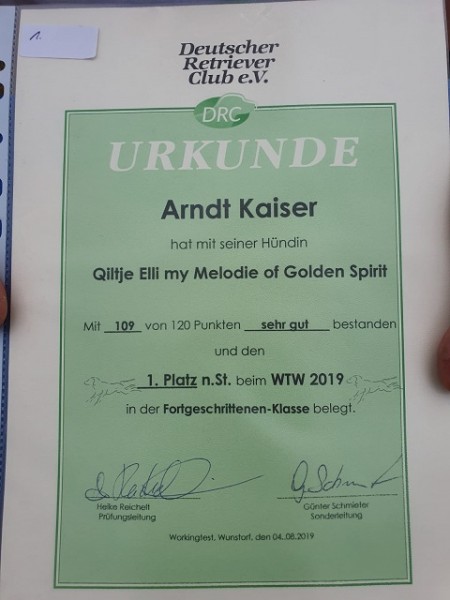 1.
Deutscher
Retriever
Club e.V.
DRC
URKUNDE
Arndt Kaiser
hat mit seiner Hündin
Qiltje Elli my Melodie of Golden Spirit
Mit 109 von 120 Punkten sehr gut bestanden
und den
1. Platz n.St. beim WTW 2019
in der Fortgeschrittenen-Klasse belegt.
Heike Reichelt
Prüfungsleitung
Günter Schmieter
Sonderleitung
Workingtest, Wunstorf, den 04..08.2019